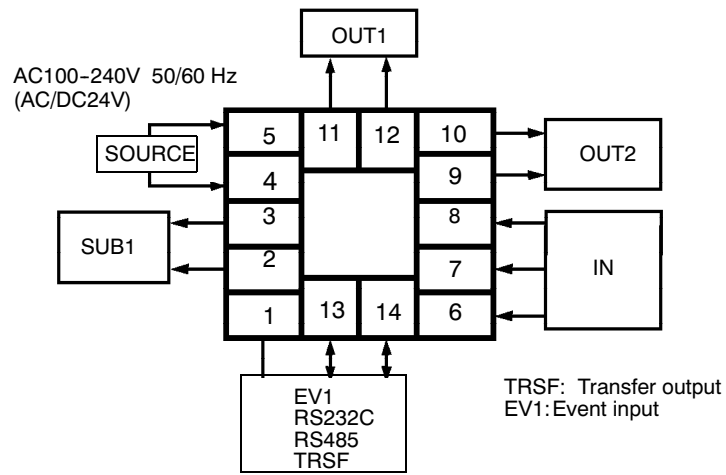 OUT1
AC100-240V 50/60 Hz
(AC/DC24V)
5 11 12 10
SOURCE
OUT2
4 9
3 8
SUB1
2 7
IN
1 13 14 6
EV1
RS232C
RS485
TRSF
TRSF: Transfer output
EV1: Event input